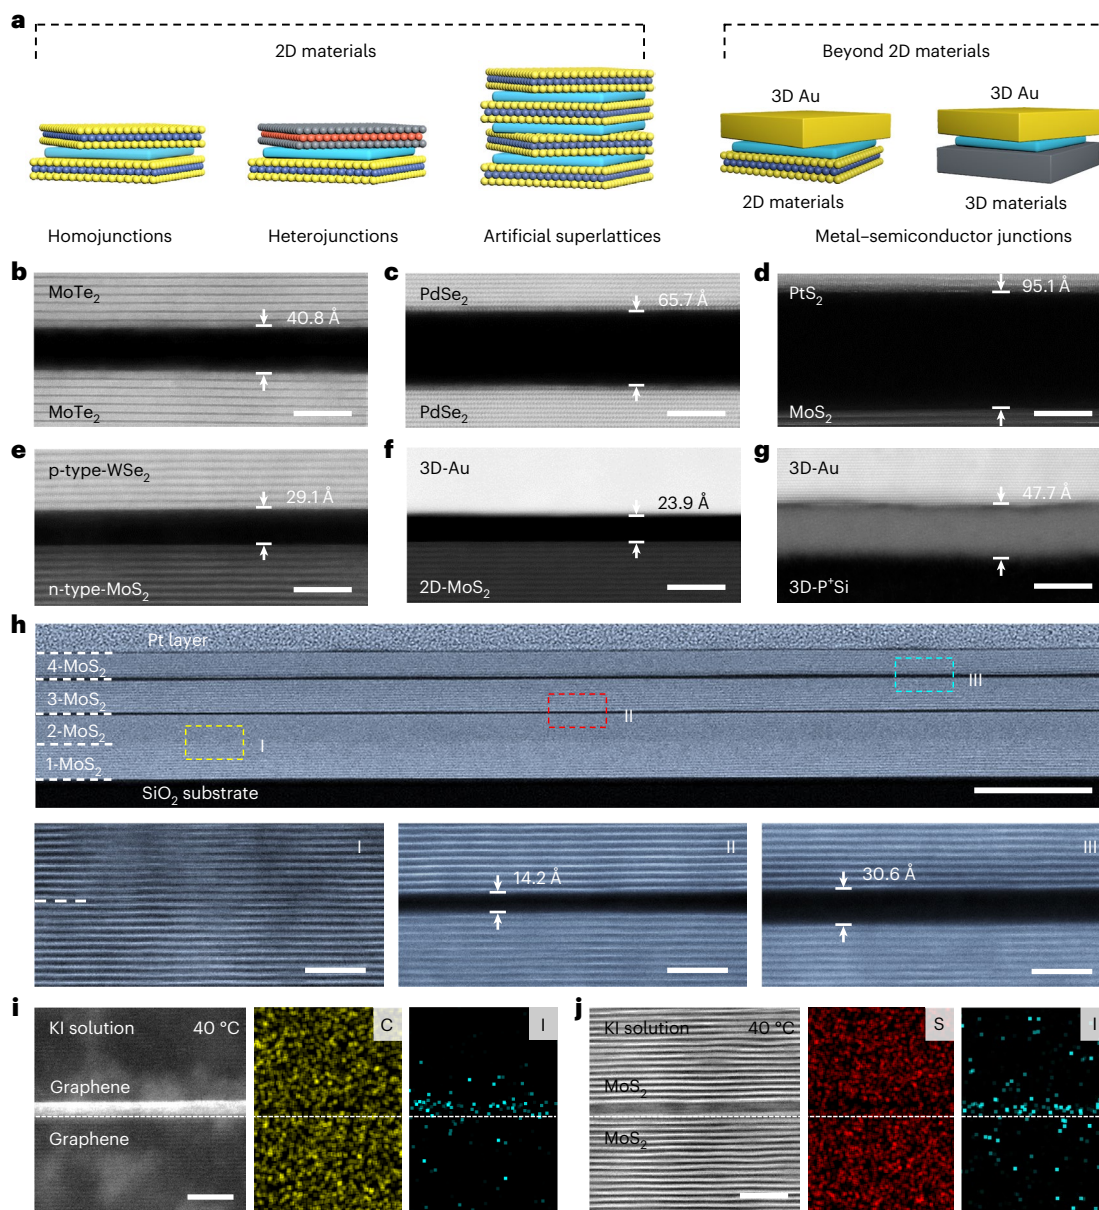 a
2D materials
Beyond 2D materials
3D Au
3D Au
2D materials
3D materials
Homojunctions
Heterojunctions
Artificial superlattices
Metal–semiconductor junctions
b
MoTe₂
40.8 Å
MoTe₂
c
PdSe₂
65.7 Å
PdSe₂
d
PtS₂
95.1 Å
MoS₂
e
p-type-WSe₂
29.1 Å
n-type-MoS₂
f
3D-Au
23.9 Å
2D-MoS₂
g
3D-Au
47.7 Å
3D-P⁺Si
h
Pt layer
4-MoS₂
3-MoS₂
2-MoS₂
1-MoS₂
SiO₂ substrate
I
II
III
I
II
14.2 Å
III
30.6 Å
i
KI solution 40 °C
Graphene
Graphene
C
I
j
KI solution 40 °C
MoS₂
MoS₂
S
I